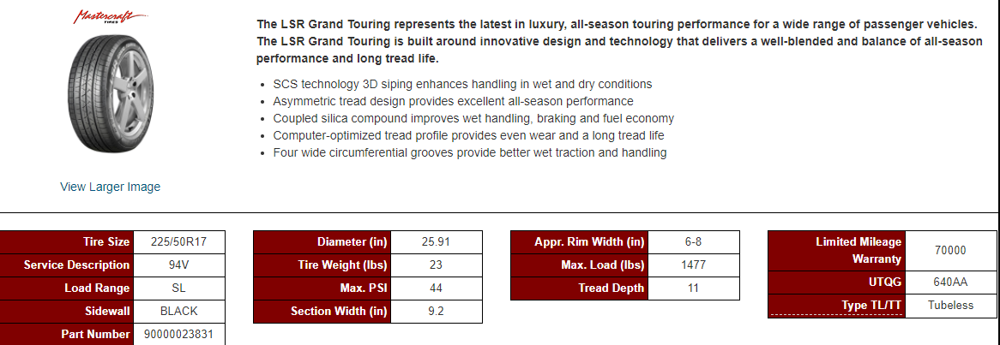 Mastercraft
TIRES
The LSR Grand Touring represents the latest in luxury, all-season touring performance for a wide range of passenger vehicles.
The LSR Grand Touring is built around innovative design and technology that delivers a well-blended and balance of all-season
performance and long tread life.
SCS technology 3D siping enhances handling in wet and dry conditions
Asymmetric tread design provides excellent all-season performance
Coupled silica compound improves wet handling, braking and fuel economy
Computer-optimized tread profile provides even wear and a long tread life
Four wide circumferential grooves provide better wet traction and handling
View Larger Image
Tire Size 225/50R17
Service Description 94V
Load Range SL
Sidewall BLACK
Part Number 90000023831
Diameter (in) 25.91
Tire Weight (lbs) 23
Max. PSI 44
Section Width (in) 9.2
Appr. Rim Width (in) 6-8
Max. Load (lbs) 1477
Tread Depth 11
Limited Mileage
Warranty 70000
UTQG 640AA
Type TL/TT Tubeless